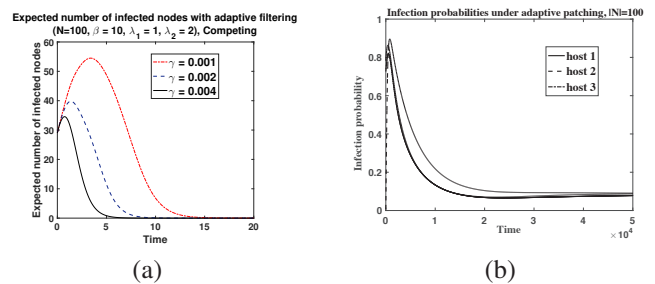 Expected number of infected nodes with adaptive filtering
(N=100, β = 10, λ₁ = 1, λ₂ = 2), Competing
Expected number of infected nodes
60
50
40
30
20
10
0
γ = 0.001
γ = 0.002
γ = 0.004
0 5 10 15 20
Time
(a)
Infection probabilities under adaptive patching, |N|=100
Infection probability
1
0.8
0.6
0.4
0.2
0
host 1
host 2
host 3
0 1 2 3 4 5
Time
×10⁴
(b)